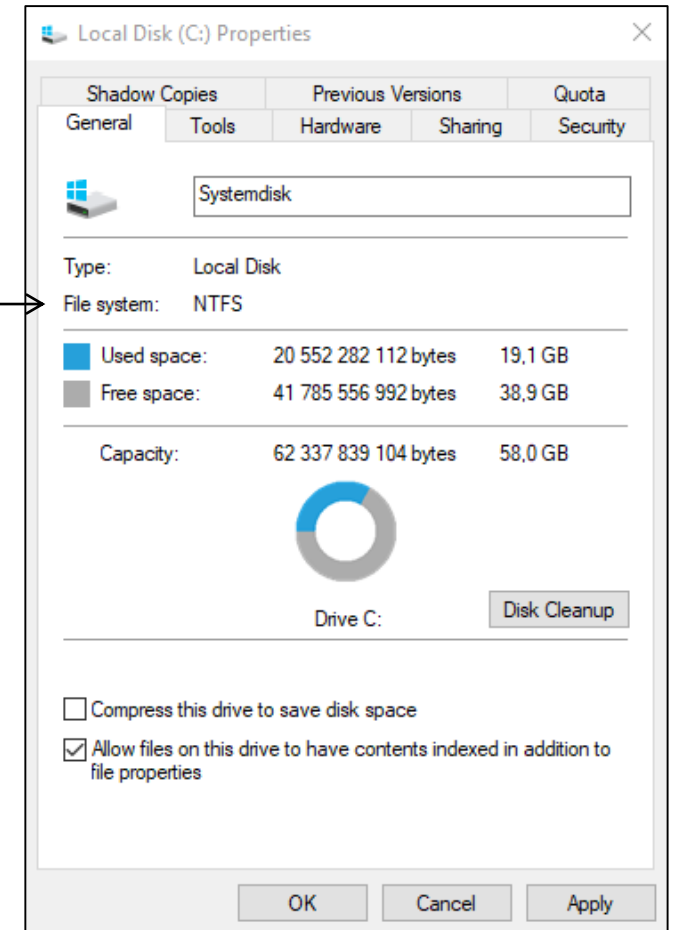 Local Disk (C:) Properties
Shadow Copies Previous Versions Quota
General Tools Hardware Sharing Security
Systemdisk
Type: Local Disk
File system: NTFS
Used space: 20 552 282 112 bytes 19,1 GB
Free space: 41 785 556 992 bytes 38,9 GB
Capacity: 62 337 839 104 bytes 58,0 GB
Drive C:
Disk Cleanup
Compress this drive to save disk space
Allow files on this drive to have contents indexed in addition to
file properties
OK Cancel Apply